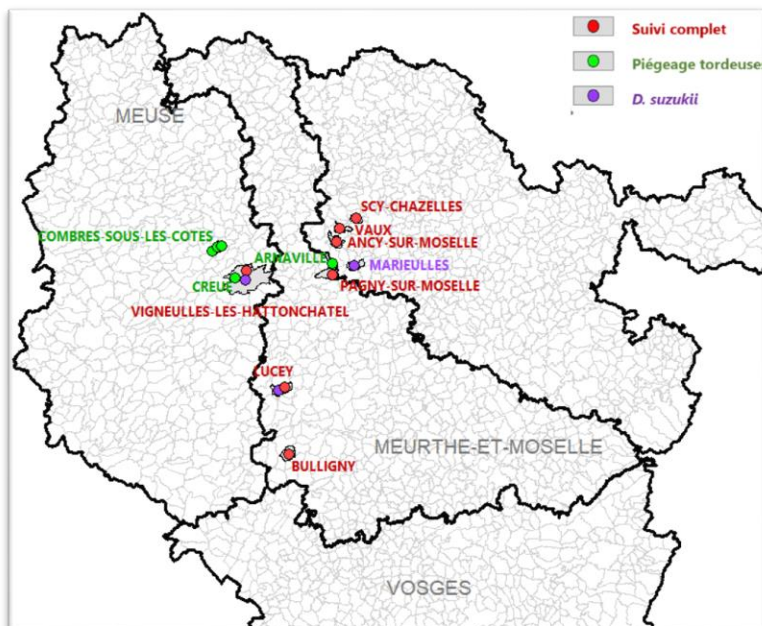 Suivi complet
Piégeage tordeuses
D. suzukii
MEUSE
SCY-CHAZELLES
VAUX
COMBRES-SOUS-LES-COTES
ANCY-SUR-MOSELLE
ARNAVILLE
MARIEULLES
CREUE
PAGNY-SUR-MOSELLE
VIGNEULLES-LES-HATTONCHATEL
LUCEY
MEURTHE-ET-MOSELLE
BULLIGNY
VOSGES